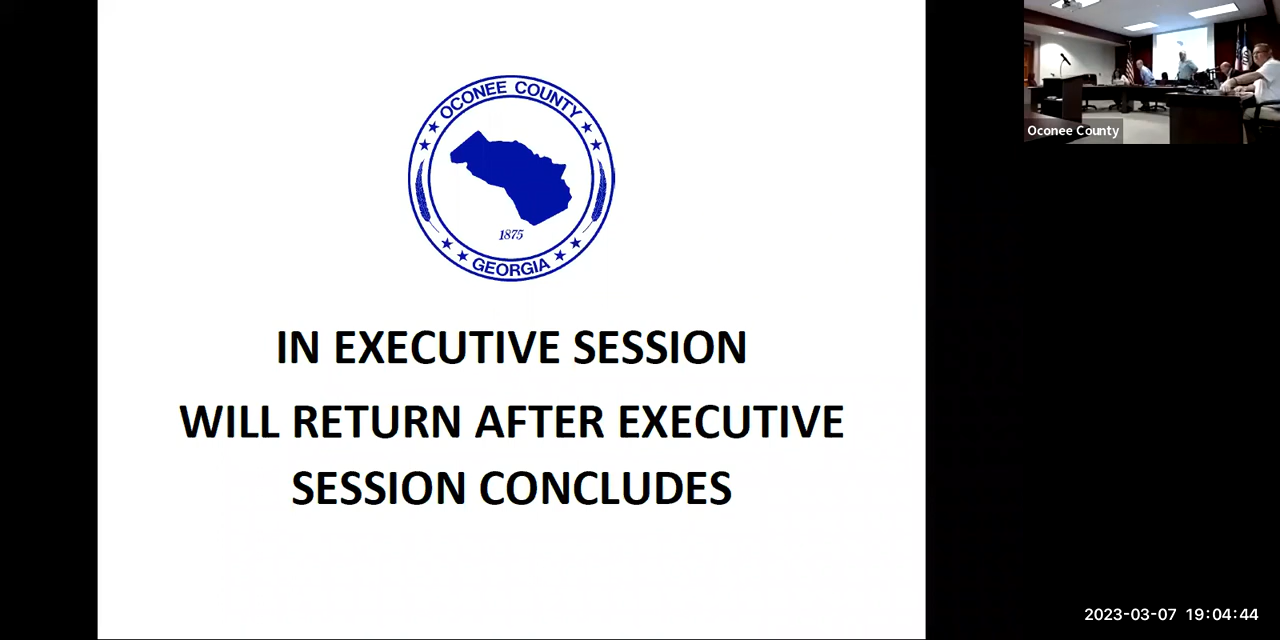 OCONEE COUNTY
1875
GEORGIA
IN EXECUTIVE SESSION
WILL RETURN AFTER EXECUTIVE
SESSION CONCLUDES
Oconee County
2023-03-07 19:04:44